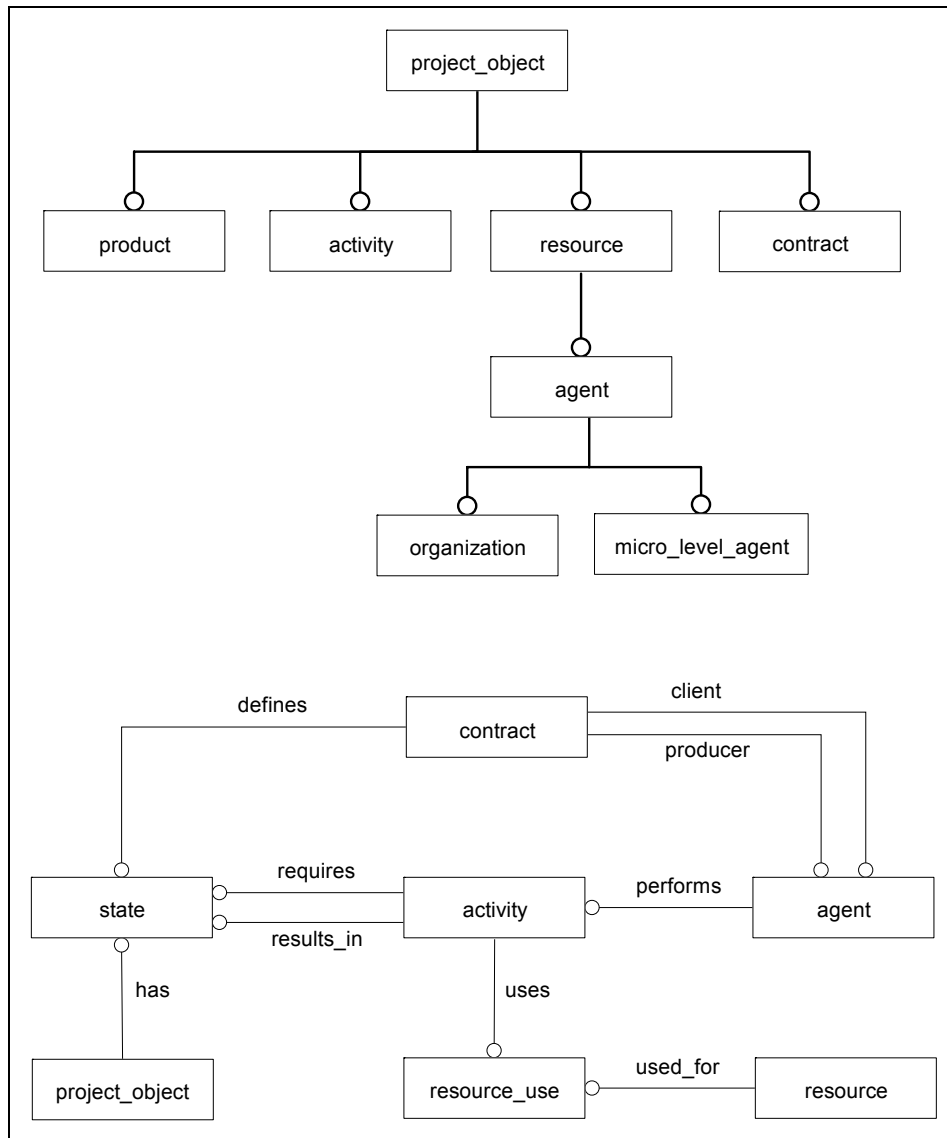 project_object
product
activity
resource
contract
agent
organization
micro_level_agent
client
defines
contract
producer
requires
performs
state
activity
agent
results_in
has
uses
used_for
project_object
resource_use
resource